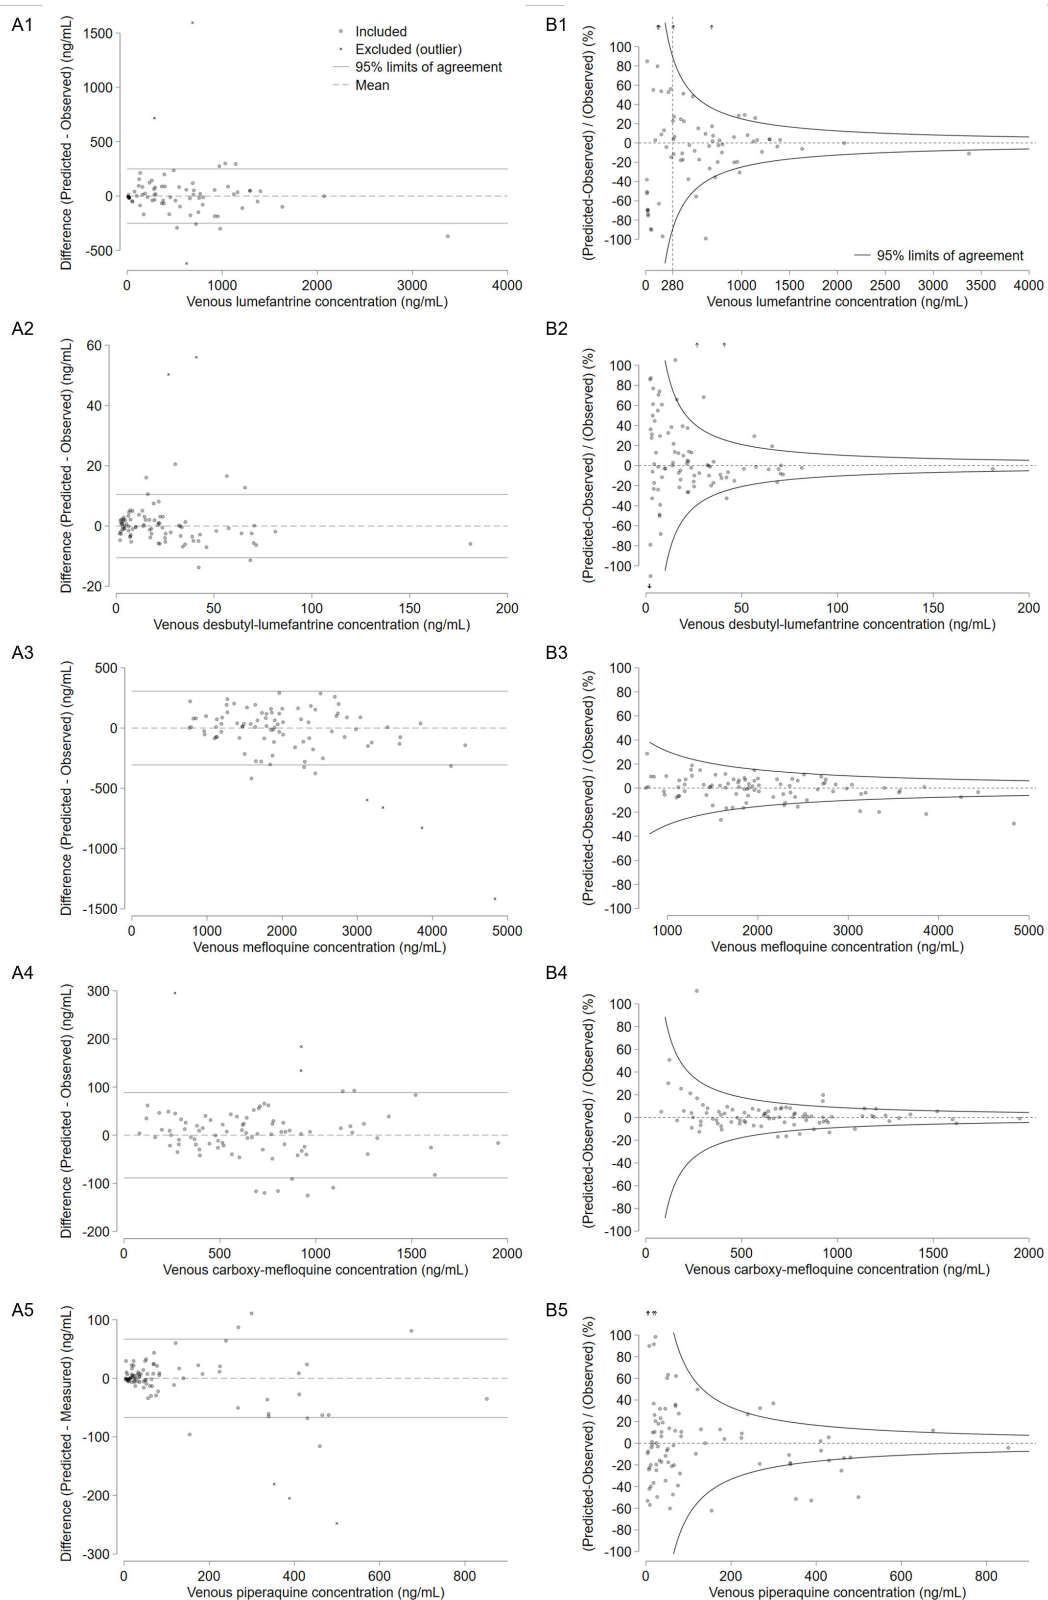 A1
Difference (Predicted - Observed) (ng/mL)
1500
1000
500
0
-500
Included
Excluded (outlier)
95% limits of agreement
Mean
0 1000 2000 3000 4000
Venous lumefantrine concentration (ng/mL)
B1
(Predicted-Observed) / (Observed) (%)
100
80
60
40
20
0
-20
-40
-60
-80
-100
95% limits of agreement
0 280 1000 1500 2000 2500 3000 3500 4000
Venous lumefantrine concentration (ng/mL)
A2
Difference (Predicted - Observed) (ng/mL)
60
40
20
0
-20
0 50 100 150 200
Venous desbutyl-lumefantrine concentration (ng/mL)
B2
(Predicted-Observed) / (Observed) (%)
100
80
60
40
20
0
-20
-40
-60
-80
-100
0 50 100 150 200
Venous desbutyl-lumefantrine concentration (ng/mL)
A3
Difference (Predicted - Observed) (ng/mL)
500
0
-500
-1000
-1500
0 1000 2000 3000 4000 5000
Venous mefloquine concentration (ng/mL)
B3
(Predicted-Observed) / (Observed) (%)
100
80
60
40
20
0
-20
-40
-60
-80
-100
1000 2000 3000 4000 5000
Venous mefloquine concentration (ng/mL)
A4
Difference (Predicted - Observed) (ng/mL)
300
200
100
0
-100
-200
0 500 1000 1500 2000
Venous carboxy-mefloquine concentration (ng/mL)
B4
(Predicted-Observed) / (Observed) (%)
100
80
60
40
20
0
-20
-40
-60
-80
-100
0 500 1000 1500 2000
Venous carboxy-mefloquine concentration (ng/mL)
A5
Difference (Predicted - Measured) (ng/mL)
100
0
-100
-200
-300
0 200 400 600 800
Venous piperaquine concentration (ng/mL)
B5
(Predicted-Observed) / (Observed) (%)
100
80
60
40
20
0
-20
-40
-60
-80
-100
0 200 400 600 800
Venous piperaquine concentration (ng/mL)